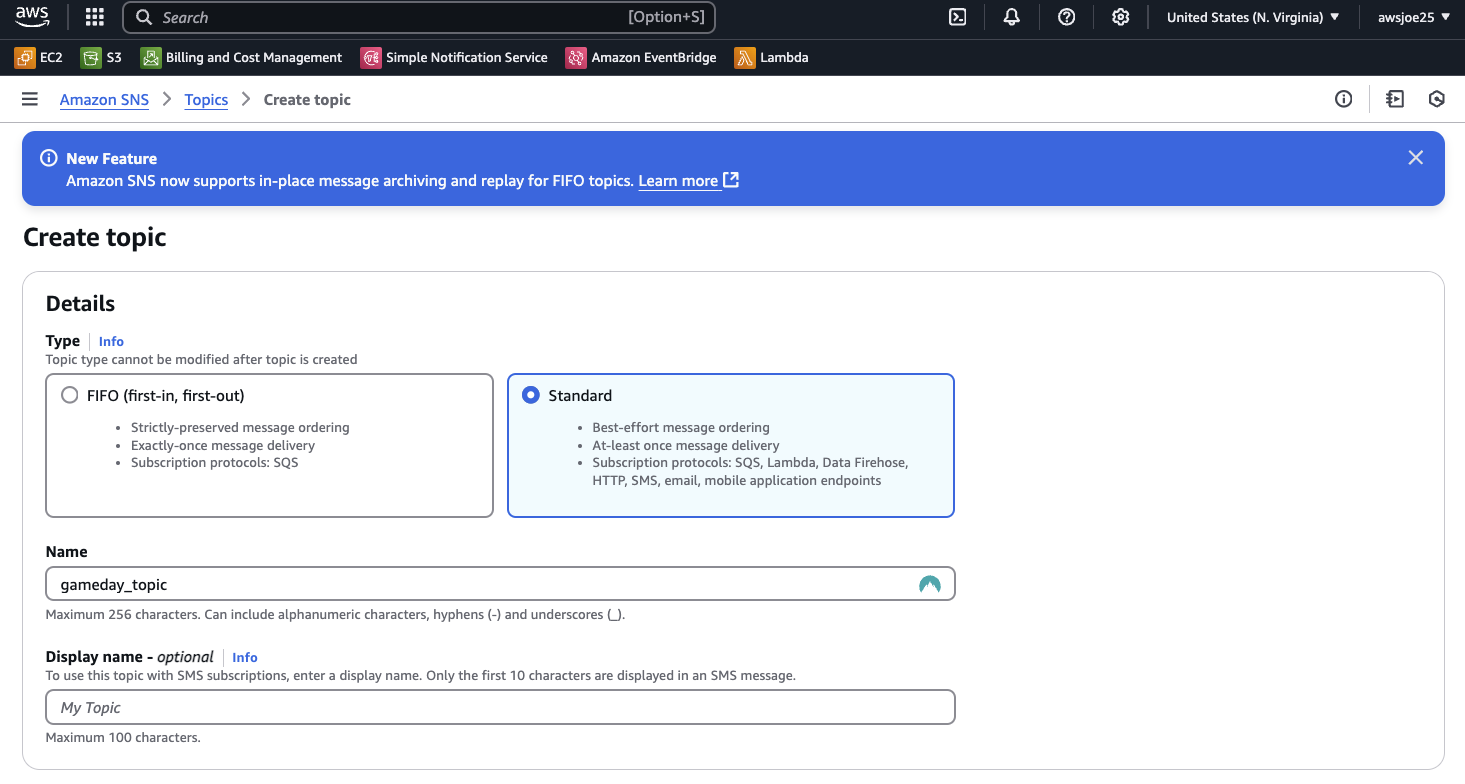 aws
Search [Option+S] United States (N. Virginia) ▼ awsjoe25 ▼
EC2 S3 Billing and Cost Management Simple Notification Service Amazon EventBridge Lambda
Amazon SNS > Topics > Create topic
New Feature
Amazon SNS now supports in-place message archiving and replay for FIFO topics. Learn more
Create topic
Details
Type Info
Topic type cannot be modified after topic is created
FIFO (first-in, first-out)
• Strictly-preserved message ordering
• Exactly-once message delivery
• Subscription protocols: SQS
Standard
• Best-effort message ordering
• At-least once message delivery
• Subscription protocols: SQS, Lambda, Data Firehose,
HTTP, SMS, email, mobile application endpoints
Name
gameday_topic
Maximum 256 characters. Can include alphanumeric characters, hyphens (-) and underscores (_).
Display name - optional Info
To use this topic with SMS subscriptions, enter a display name. Only the first 10 characters are displayed in an SMS message.
My Topic
Maximum 100 characters.